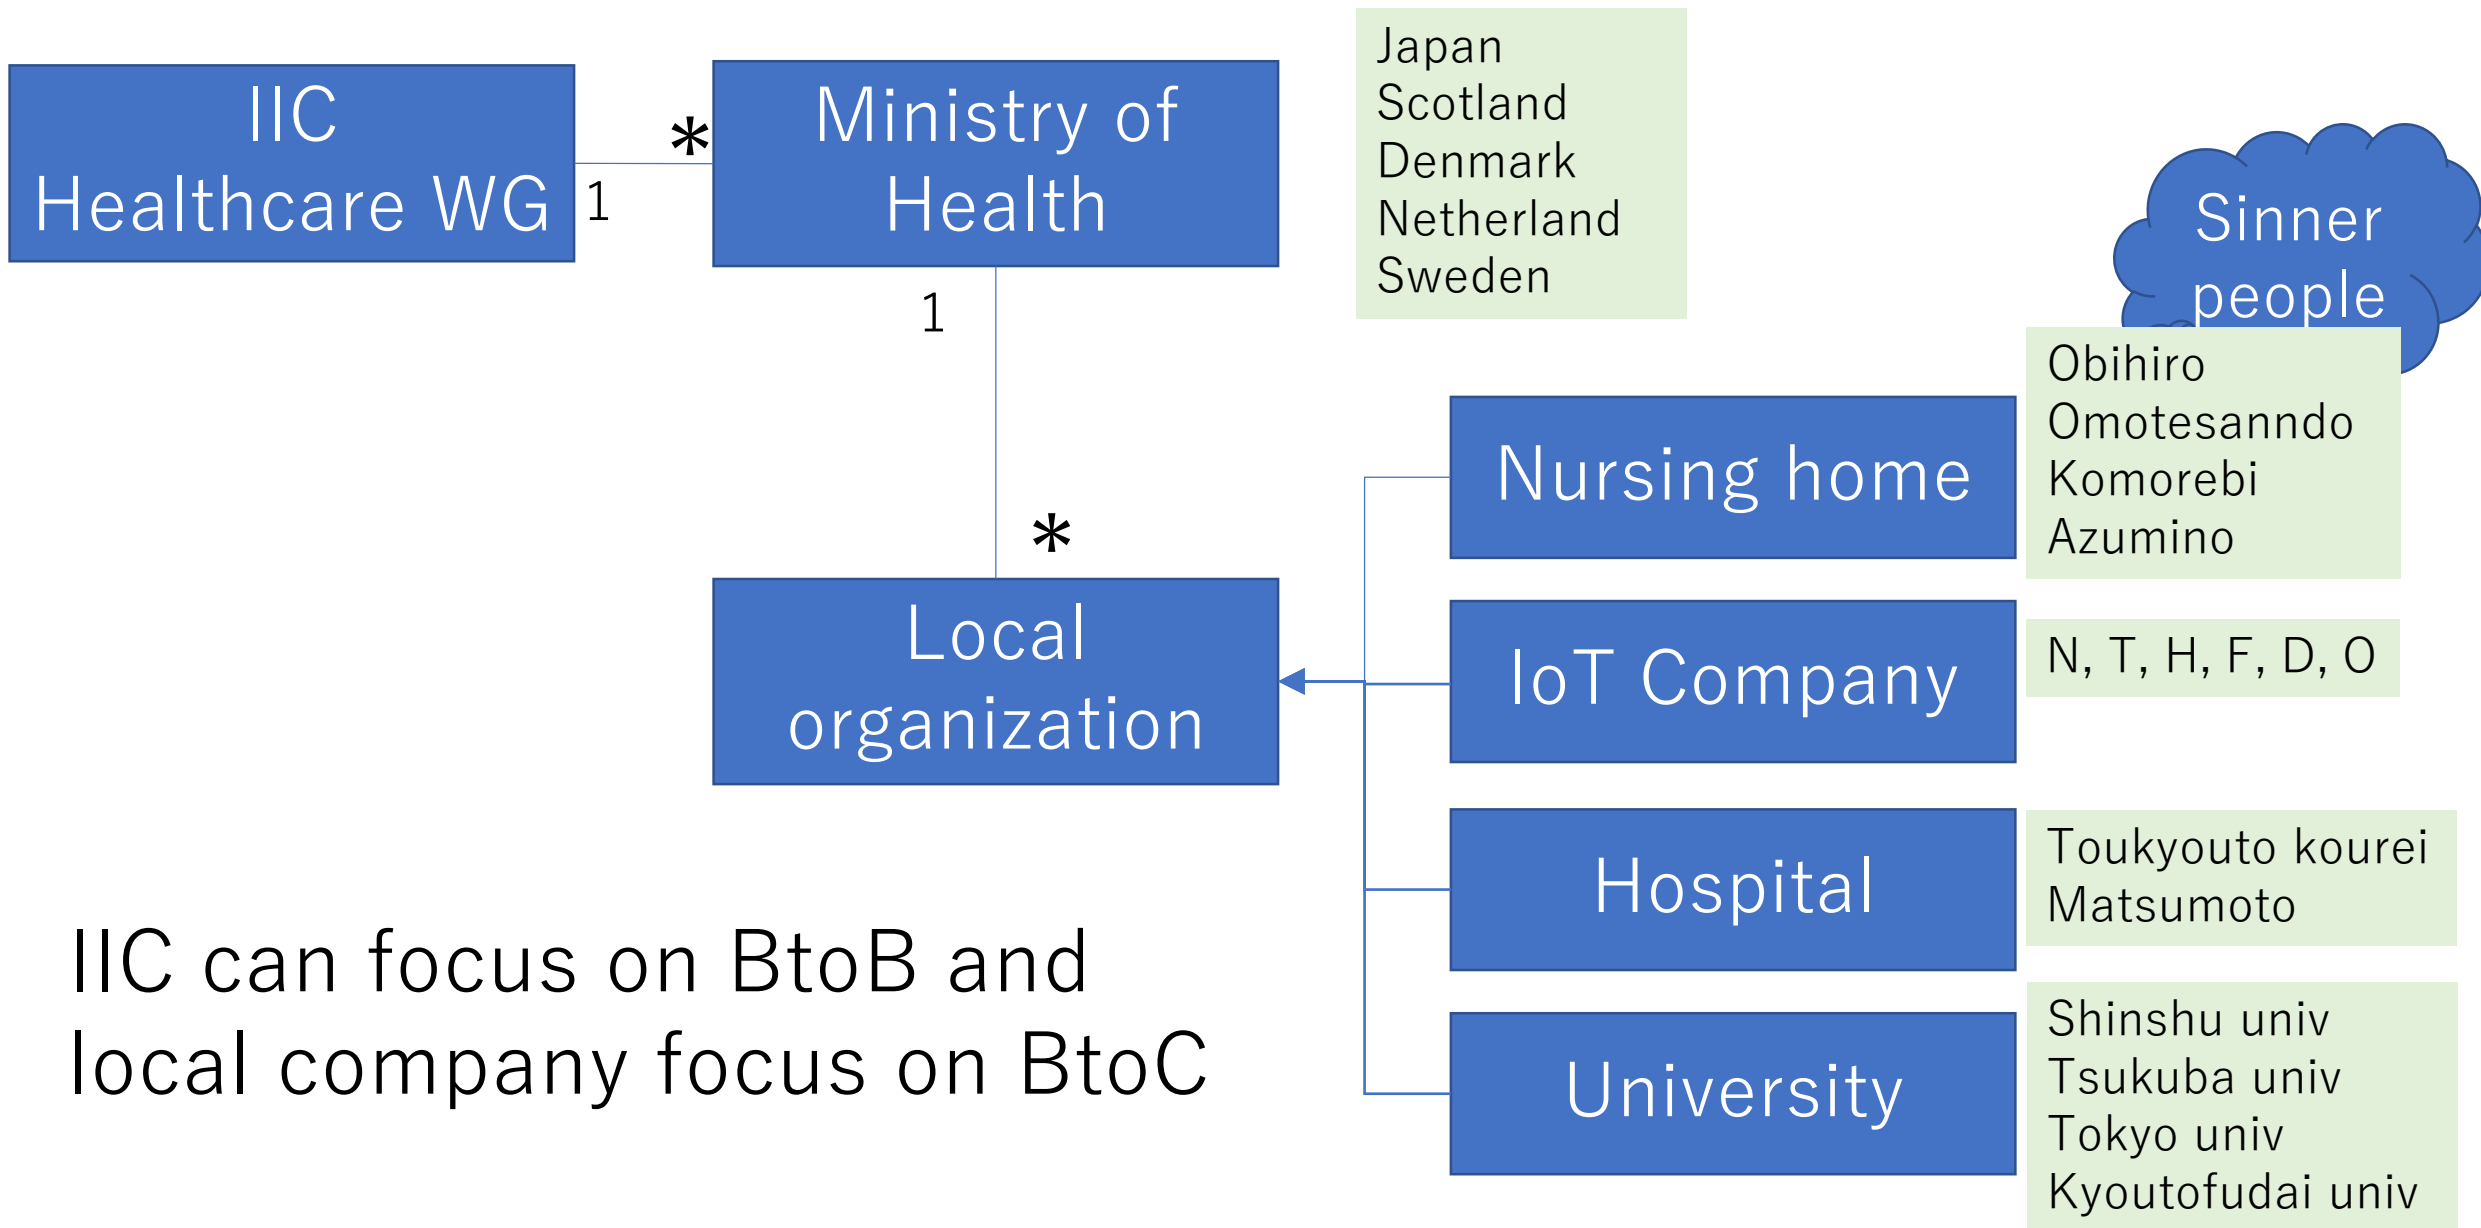 IIC
Healthcare WG
1
*
Ministry of
Health
Japan
Scotland
Denmark
Netherland
Sweden
Sinner
people
1
*
Local
organization
Nursing home
Obihiro
Omotesanndo
Komorebi
Azumino
IoT Company
N, T, H, F, D, O
Hospital
Toukyouto kourei
Matsumoto
University
Shinshu univ
Tsukuba univ
Tokyo univ
Kyoutofudai univ
IIC can focus on BtoB and
local company focus on BtoC